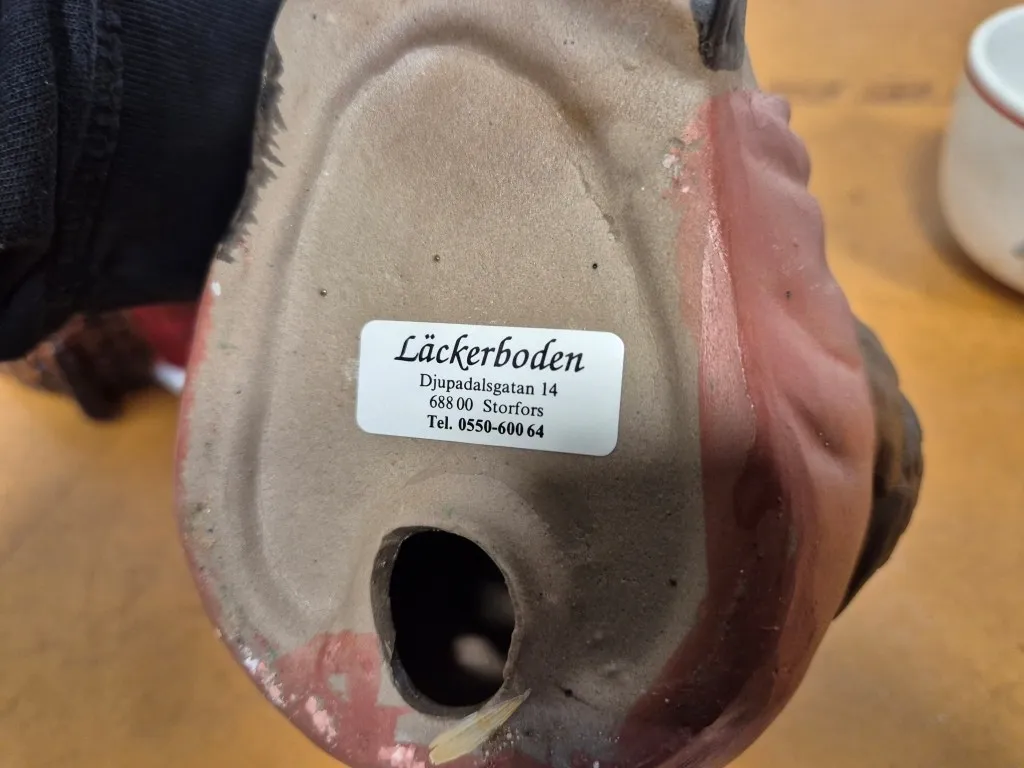 Läckerboden
Djupadalsgatan 14
688 00 Storfors
Tel. 0550-600 64